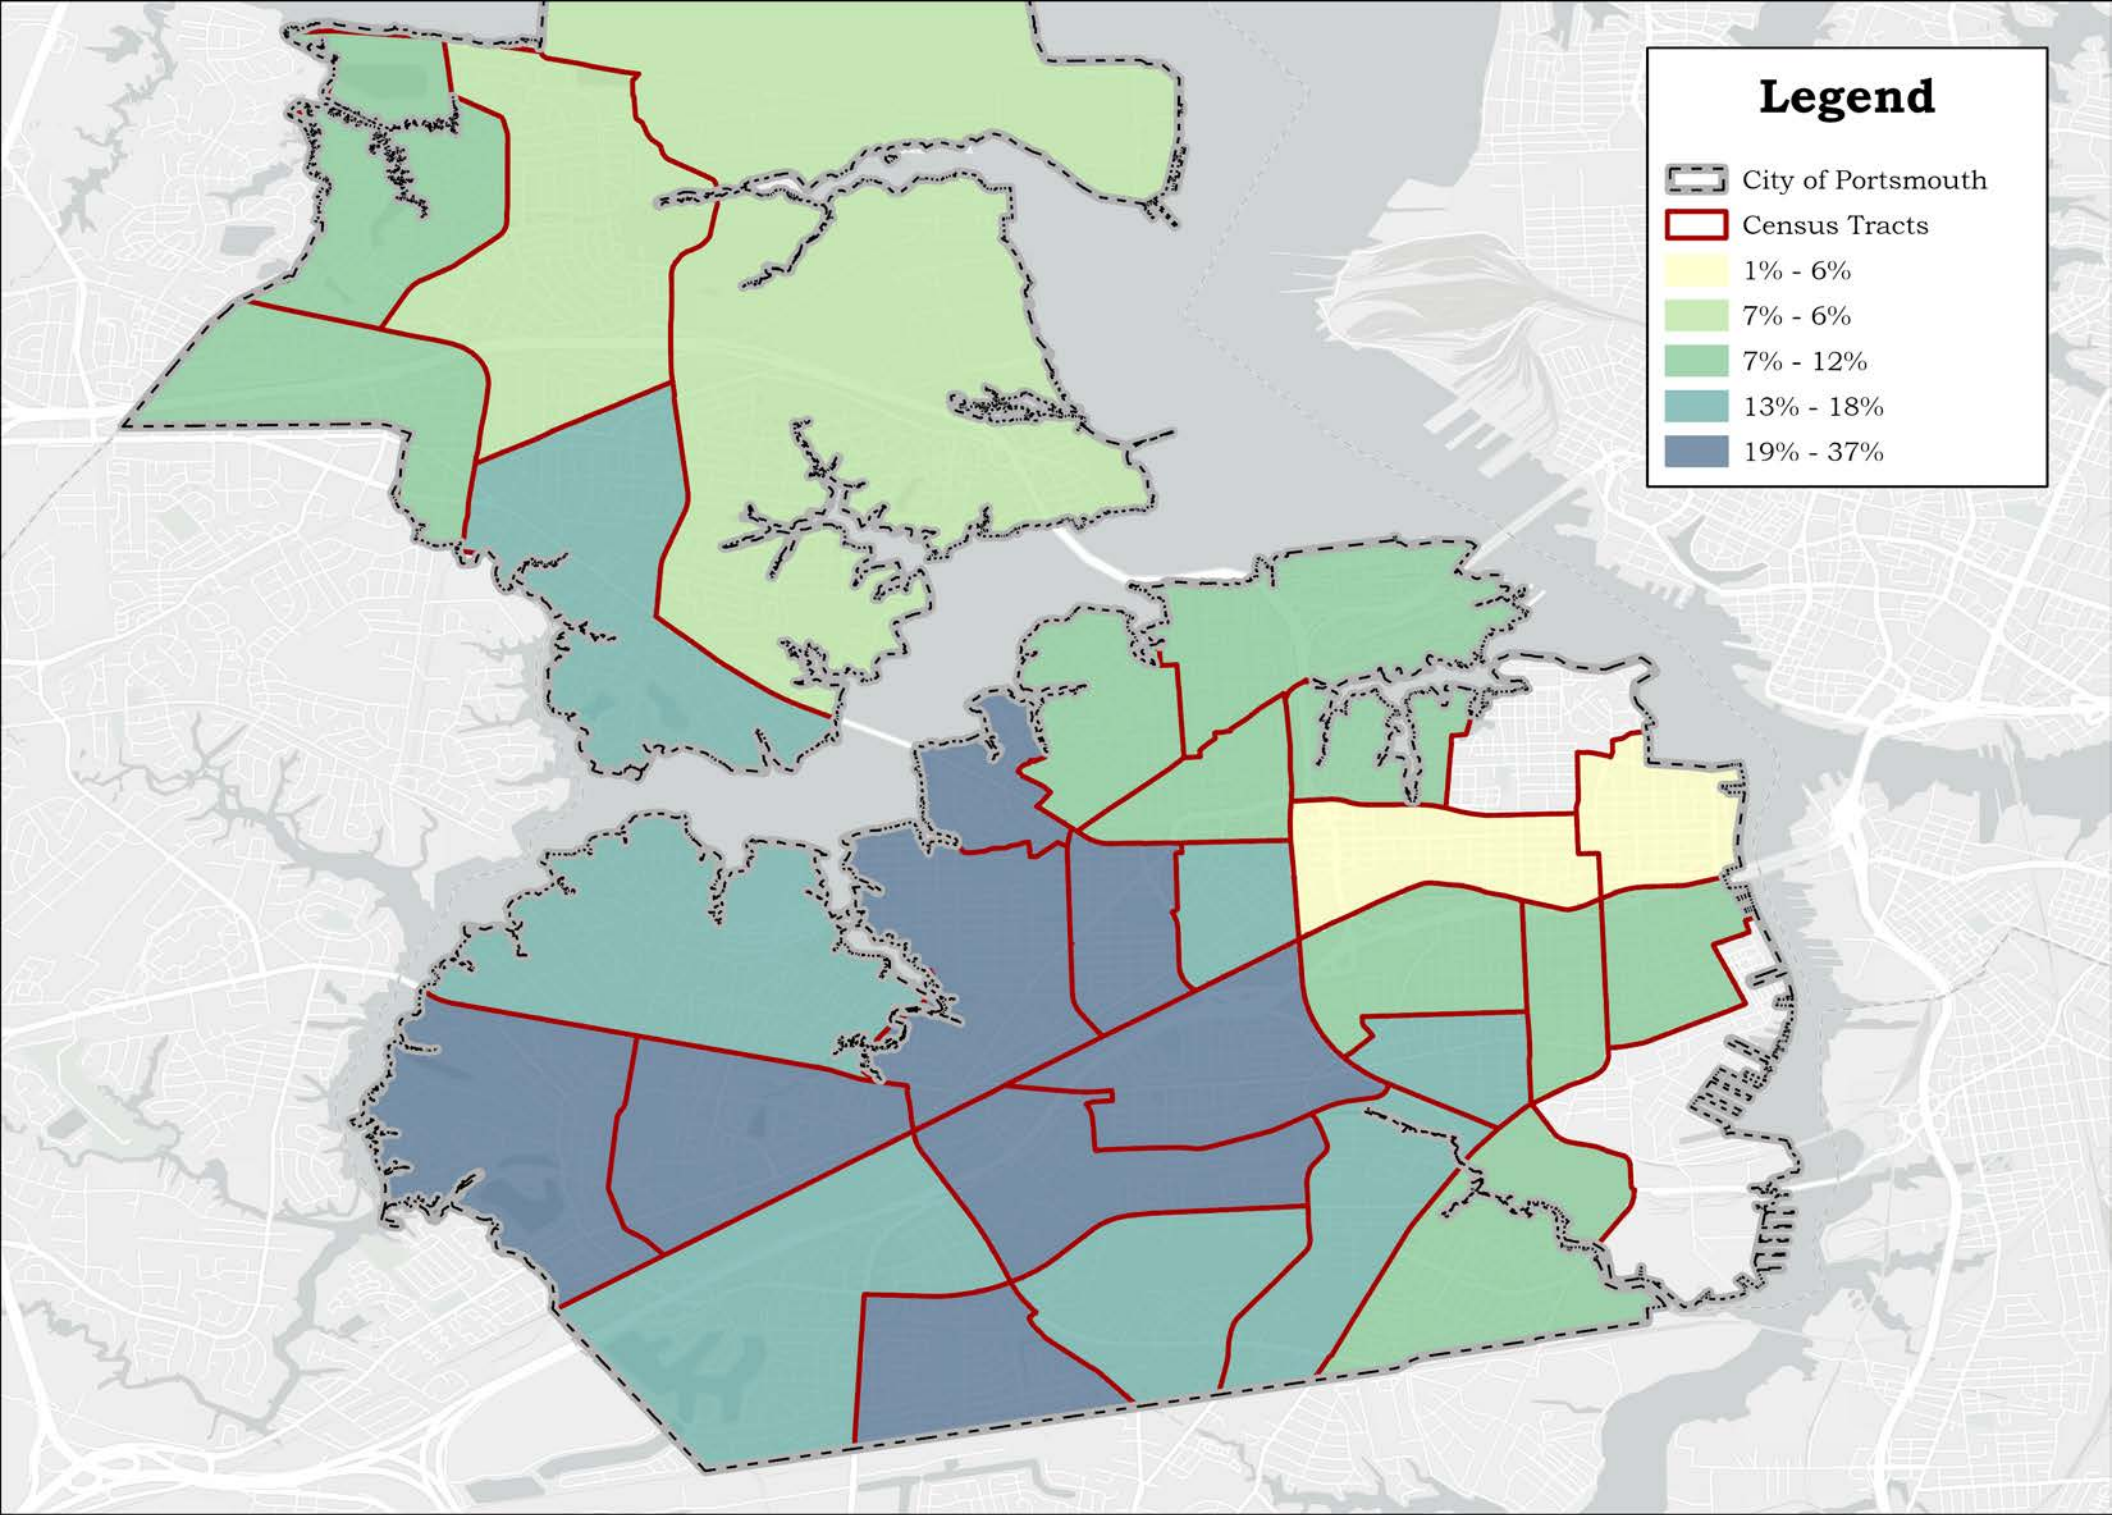 Legend
City of Portsmouth
Census Tracts
1% - 6%
7% - 6%
7% - 12%
13% - 18%
19% - 37%